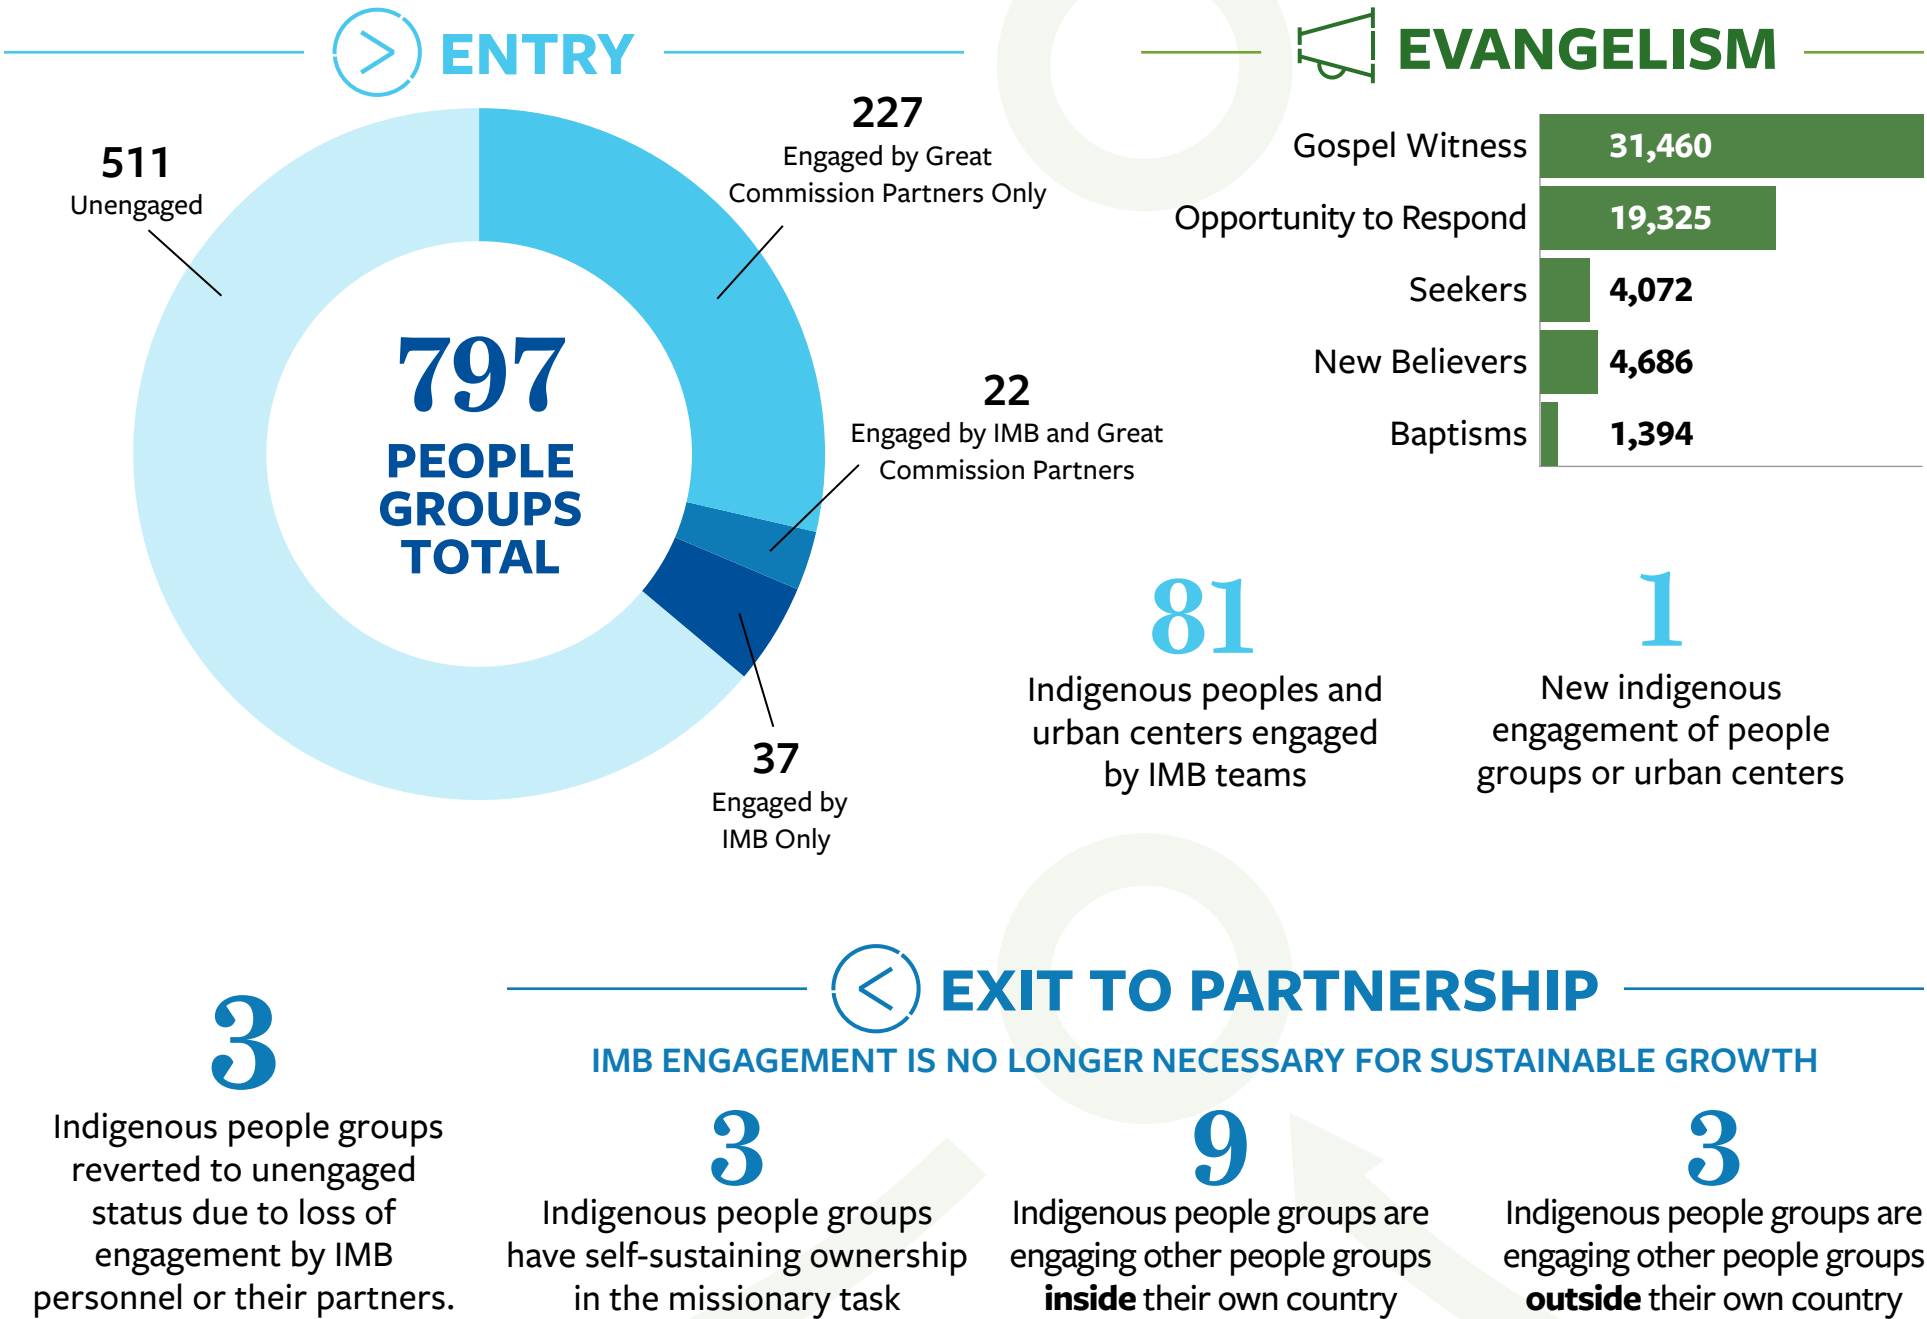 ENTRY
511
Unengaged
227
Engaged by Great
Commission Partners Only
797
PEOPLE
GROUPS
TOTAL
22
Engaged by IMB and Great
Commission Partners
37
Engaged by
IMB Only
EVANGELISM
Gospel Witness 31,460
Opportunity to Respond 19,325
Seekers 4,072
New Believers 4,686
Baptisms 1,394
81
Indigenous peoples and
urban centers engaged
by IMB teams
1
New indigenous
engagement of people
groups or urban centers
3
Indigenous people groups
reverted to unengaged
status due to loss of
engagement by IMB
personnel or their partners.
EXIT TO PARTNERSHIP
IMB ENGAGEMENT IS NO LONGER NECESSARY FOR SUSTAINABLE GROWTH
3
Indigenous people groups
have self-sustaining ownership
in the missionary task
9
Indigenous people groups are
engaging other people groups
inside their own country
3
Indigenous people groups are
engaging other people groups
outside their own country